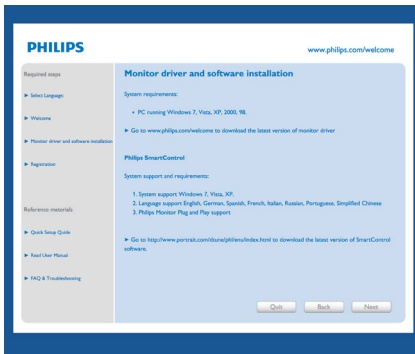 PHILIPS
www.philips.com/welcome
Required steps
► Select Language:
► Welcome
► Monitor driver and software installation
► Registration
Reference materials
► Quick Setup Guide
► Read User Manual
► FAQ & Troubleshooting
Monitor driver and software installation
System requirements:
• PC running Windows 7, Vista, XP, 2000, 98.
► Go to www.philips.com/welcome to download the latest version of monitor driver
Philips SmartControl
System support and requirements:
1. System support Windows 7, Vista, XP.
2. Language support English, German, Spanish, French, Italian, Russian, Portuguese, Simplified Chinese
3. Philips Monitor Plug and Play support
► Go to http://www.portrait.com/dtune/phl/enu/index.html to download the latest version of SmartControl
software.
Quit
Back
Next